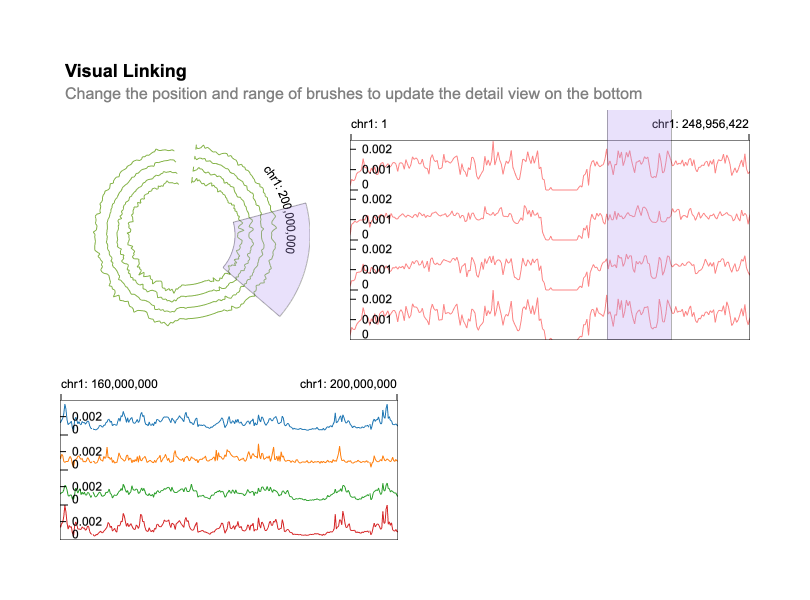 Visual Linking
Change the position and range of brushes to update the detail view on the bottom
chr1: 200,000,000
chr1: 1
chr1: 248,956,422
0.002
0.001
0
0.002
0.001
0
0.002
0.001
0
0.002
0.001
0
chr1: 160,000,000
chr1: 200,000,000
0.002
0
0.002
0
0.002
0
0.002
0